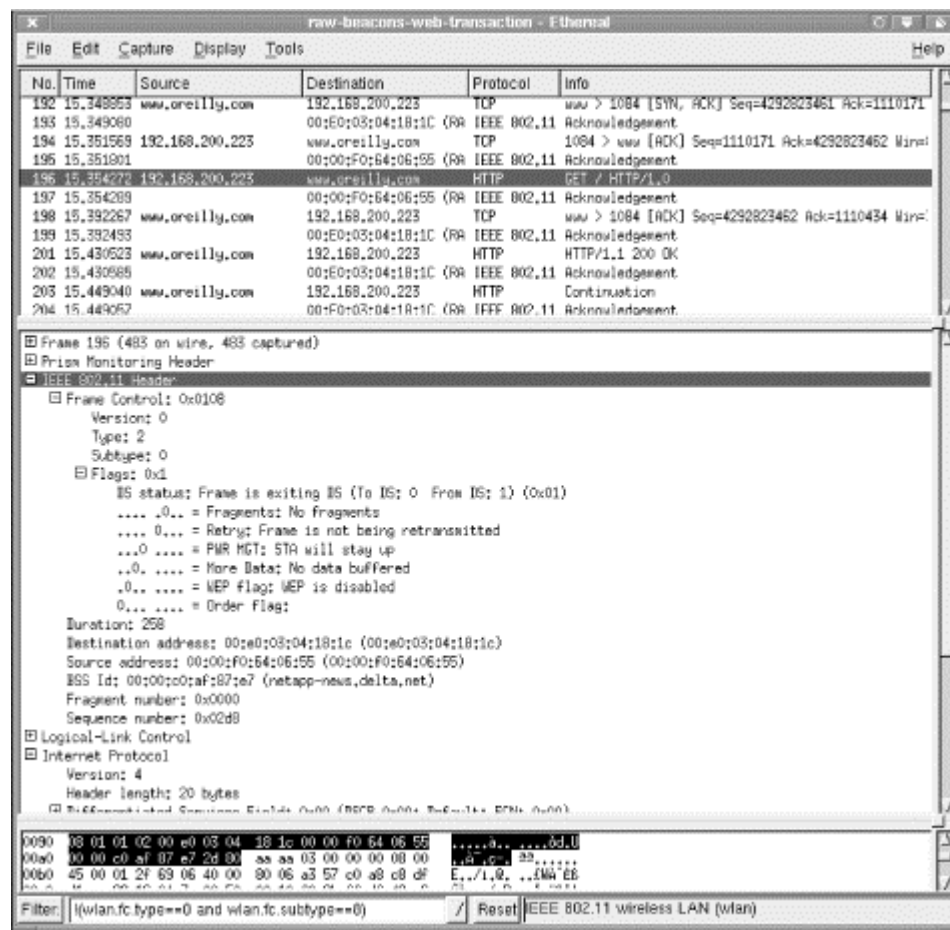 raw-beacons-web-transaction - Ethereal
File Edit Capture Display Tools Help
No. Time Source Destination Protocol Info
192 15.348953 www.oreilly.com 192.168.200.223 TCP www > 1084 [SYN, ACK] Seq=4292823461 Ack=1110171
193 15.349080 00:E0:03:04:18:1C (RA IEEE 802.11 Acknowledgement
194 15.351569 192.168.200.223 www.oreilly.com TCP 1084 > www [ACK] Seq=1110171 Ack=4292823462 Win=
195 15.351801 00:00:F0:64:06:55 (RA IEEE 802.11 Acknowledgement
196 15.354272 192.168.200.223 www.oreilly.com HTTP GET / HTTP/1.0
197 15.354289 00:00:F0:64:06:55 (RA IEEE 802.11 Acknowledgement
198 15.392267 www.oreilly.com 192.168.200.223 TCP www > 1084 [ACK] Seq=4292823462 Ack=1110434 Win=
199 15.392493 00:E0:03:04:18:1C (RA IEEE 802.11 Acknowledgement
201 15.430523 www.oreilly.com 192.168.200.223 HTTP HTTP/1.1 200 OK
202 15.430585 00:E0:03:04:18:1C (RA IEEE 802.11 Acknowledgement
203 15.449040 www.oreilly.com 192.168.200.223 HTTP Continuation
204 15.449057 00:E0:03:04:18:1C (RA IEEE 802.11 Acknowledgement
Frame 196 (483 on wire, 483 captured)
Prism Monitoring Header
IEEE 802.11 Header
Frame Control: 0x0108
Version: 0
Type: 2
Subtype: 0
Flags: 0x1
DS status: Frame is exiting DS (To DS: 0 From DS: 1) (0x01)
.... .0.. = Fragments: No fragments
.... 0... = Retry: Frame is not being retransmitted
...0 .... = PWR MGT: STA will stay up
..0. .... = More Data: No data buffered
.0.. .... = WEP flag: WEP is disabled
0... .... = Order flag:
Duration: 258
Destination address: 00:e0:03:04:18:1c (00:e0:03:04:18:1c)
Source address: 00:00:f0:64:06:55 (00:00:f0:64:06:55)
BSS Id: 00:00:c0:af:87:e7 (netapp-news.delta.net)
Fragment number: 0x0000
Sequence number: 0x02d8
Logical-Link Control
Internet Protocol
Version: 4
Header length: 20 bytes
Differentiated Services Field: 0x00 (DSCP 0x00: Default; ECN: 0x00)
0090 08 01 01 02 00 e0 03 04 18 1c 00 00 f0 64 06 55 .....à.. ....ðd.U
00a0 00 00 c0 af 87 e7 2d 80 aa aa 03 00 00 00 08 00 ..À¯.ç-. ªª......
00b0 45 00 01 2f 69 06 40 00 80 06 a3 57 c0 a8 c8 df E../i.@. ..£WÀ¨Èß
Filter: !(wlan.fc.type==0 and wlan.fc.subtype==0) / Reset IEEE 802.11 wireless LAN (wlan)